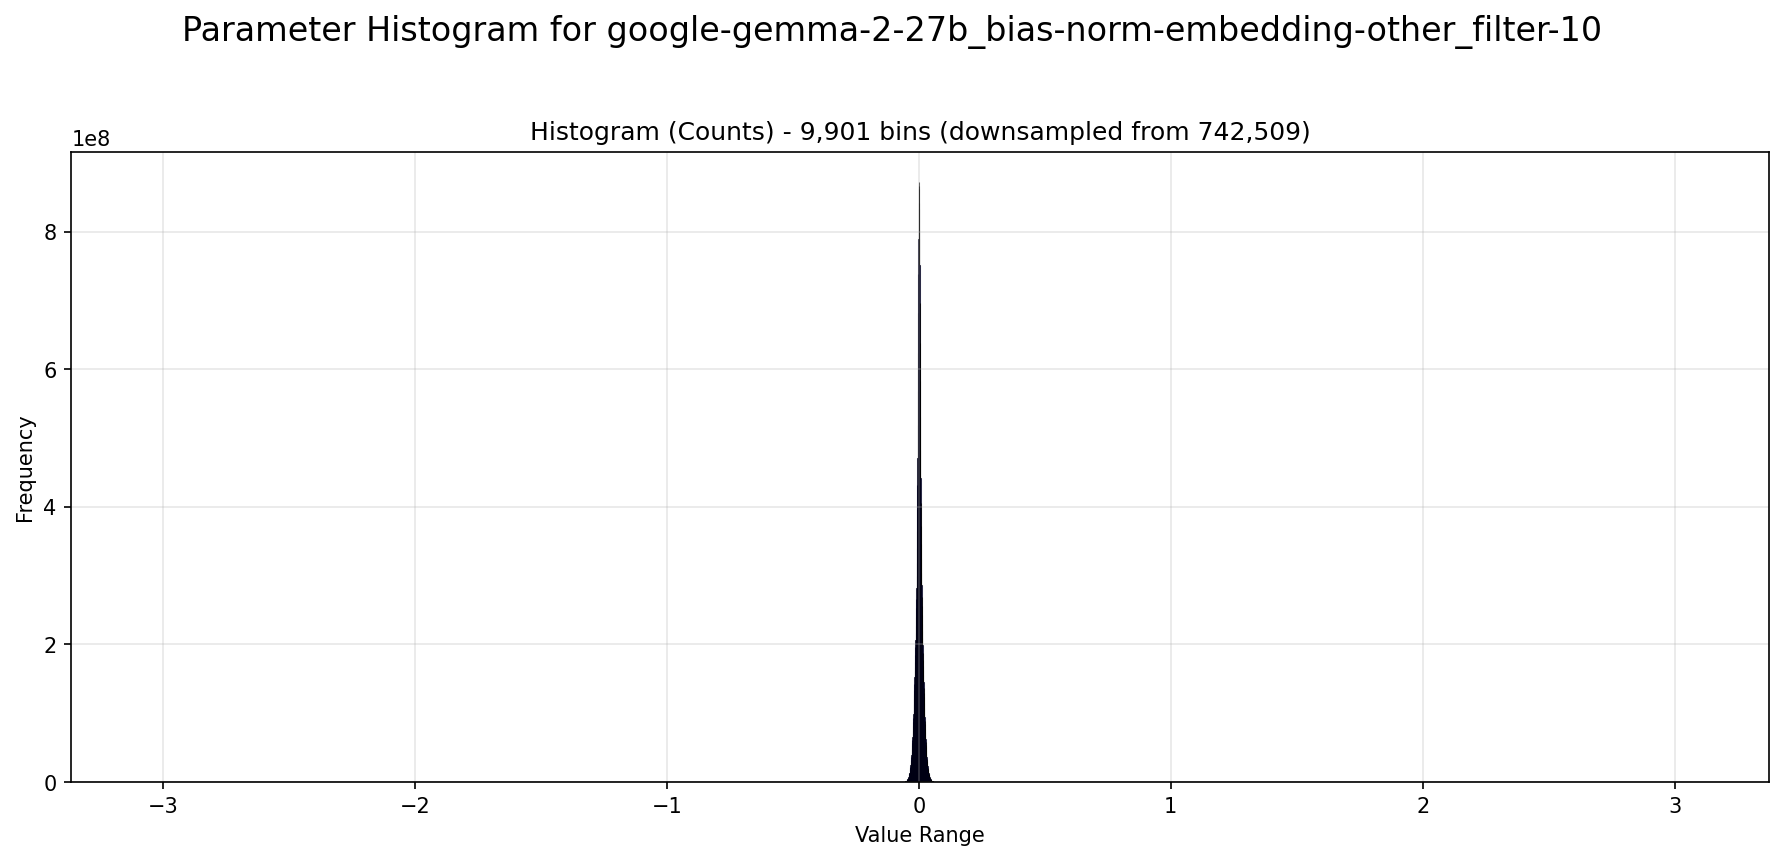 Parameter Histogram for google-gemma-2-27b_bias-norm-embedding-other_filter-10
Histogram (Counts) - 9,901 bins (downsampled from 742,509)
1e8
8
6
4
2
0
Frequency
−3 −2 −1 0 1 2 3
Value Range